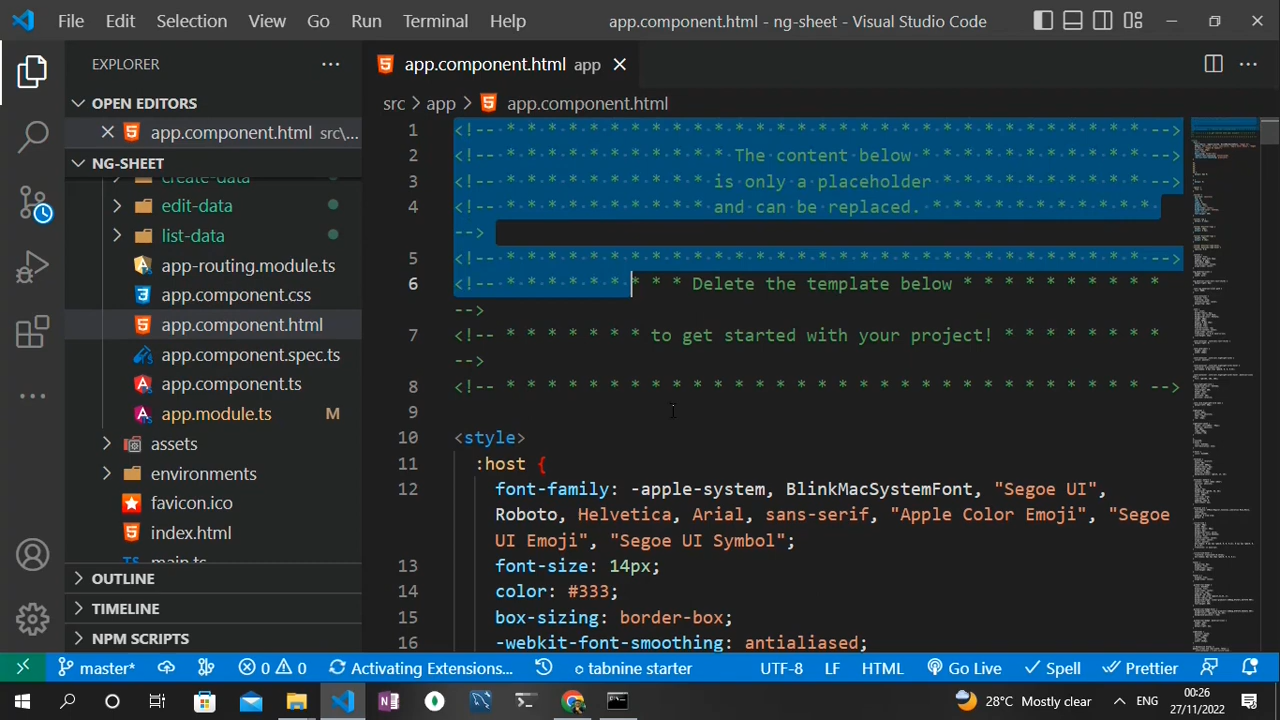 File Edit Selection View Go Run Terminal Help app.component.html - ng-sheet - Visual Studio Code
EXPLORER
OPEN EDITORS
app.component.html src\...
NG-SHEET
create-data
edit-data
list-data
app-routing.module.ts
app.component.css
app.component.html
app.component.spec.ts
app.component.ts
app.module.ts M
assets
environments
favicon.ico
index.html
main.ts
OUTLINE
TIMELINE
NPM SCRIPTS
app.component.html app
src > app > app.component.html
1 <!-- * * * * * * * * * * * * * * * * * * * * * * * * * * * * * * * -->
2 <!-- * * * * * * * * * * * The content below * * * * * * * * * * * -->
3 <!-- * * * * * * * * * * is only a placeholder * * * * * * * * * * -->
4 <!-- * * * * * * * * * * and can be replaced. * * * * * * * * * * *
-->
5 <!-- * * * * * * * * * * * * * * * * * * * * * * * * * * * * * * * -->
6 <!-- * * * * * * * * * Delete the template below * * * * * * * * * *
-->
7 <!-- * * * * * * * to get started with your project! * * * * * * * *
-->
8 <!-- * * * * * * * * * * * * * * * * * * * * * * * * * * * * * * * -->
9
10 <style>
11 :host {
12 font-family: -apple-system, BlinkMacSystemFont, "Segoe UI",
Roboto, Helvetica, Arial, sans-serif, "Apple Color Emoji", "Segoe
UI Emoji", "Segoe UI Symbol";
13 font-size: 14px;
14 color: #333;
15 box-sizing: border-box;
16 -webkit-font-smoothing: antialiased;
master* 0 0 Activating Extensions... tabnine starter UTF-8 LF HTML Go Live Spell Prettier
28°C Mostly clear ENG 00:26
27/11/2022